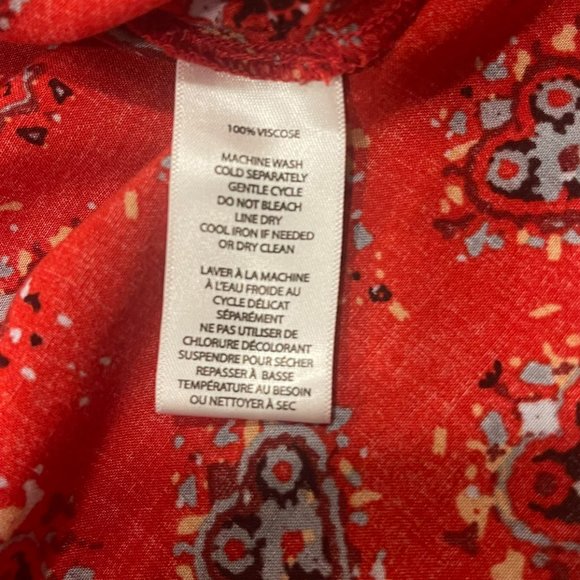 100% VISCOSE
MACHINE WASH
COLD SEPARATELY
GENTLE CYCLE
DO NOT BLEACH
LINE DRY
COOL IRON IF NEEDED
OR DRY CLEAN
LAVER À LA MACHINE
À L'EAU FROIDE AU
CYCLE DÉLICAT
SÉPARÉMENT
NE PAS UTILISER DE
CHLORURE DÉCOLORANT
SUSPENDRE POUR SÉCHER
REPASSER À BASSE
TEMPÉRATURE AU BESOIN
OU NETTOYER À SEC